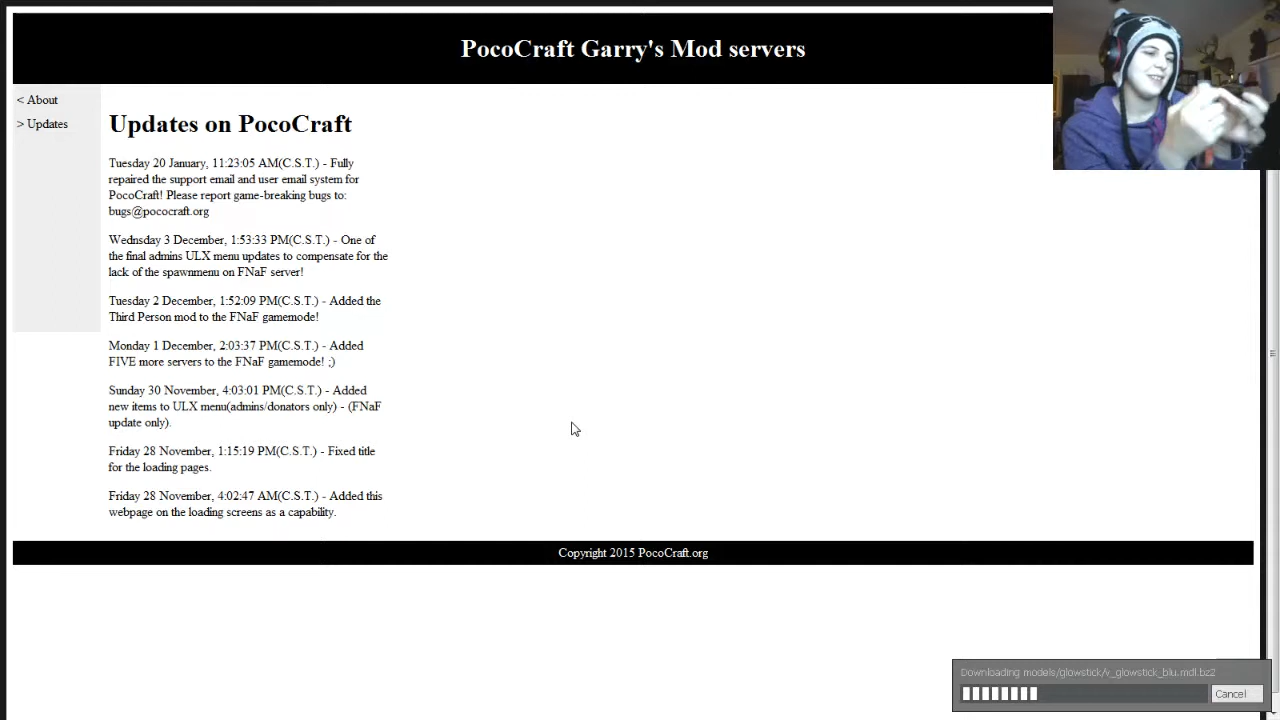 PocoCraft Garry's Mod servers
< About
> Updates
Updates on PocoCraft
Tuesday 20 January, 11:23:05 AM(C.S.T.) - Fully
repaired the support email and user email system for
PocoCraft! Please report game-breaking bugs to:
bugs@pococraft.org
Wednsday 3 December, 1:53:33 PM(C.S.T.) - One of
the final admins ULX menu updates to compensate for the
lack of the spawnmenu on FNaF server!
Tuesday 2 December, 1:52:09 PM(C.S.T.) - Added the
Third Person mod to the FNaF gamemode!
Monday 1 December, 2:03:37 PM(C.S.T.) - Added
FIVE more servers to the FNaF gamemode! ;)
Sunday 30 November, 4:03:01 PM(C.S.T.) - Added
new items to ULX menu(admins/donators only) - (FNaF
update only).
Friday 28 November, 1:15:19 PM(C.S.T.) - Fixed title
for the loading pages.
Friday 28 November, 4:02:47 AM(C.S.T.) - Added this
webpage on the loading screens as a capability.
Copyright 2015 PocoCraft.org
Downloading models/glowstick/v_glowstick_blu.mdl.bz2
Cancel